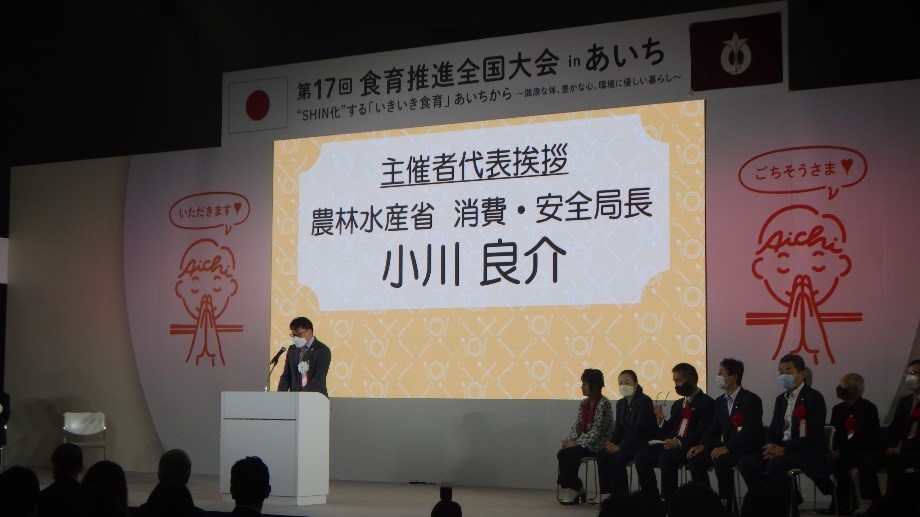 第17回 食育推進全国大会 in あいち
“SHIN化”する「いきいき食育」あいちから ～健康な体、豊かな心、環境に優しい暮らし～
主催者代表挨拶
農林水産省 消費・安全局長
小川 良介
いただきます♥
Aichi
ごちそうさま♥
Aichi